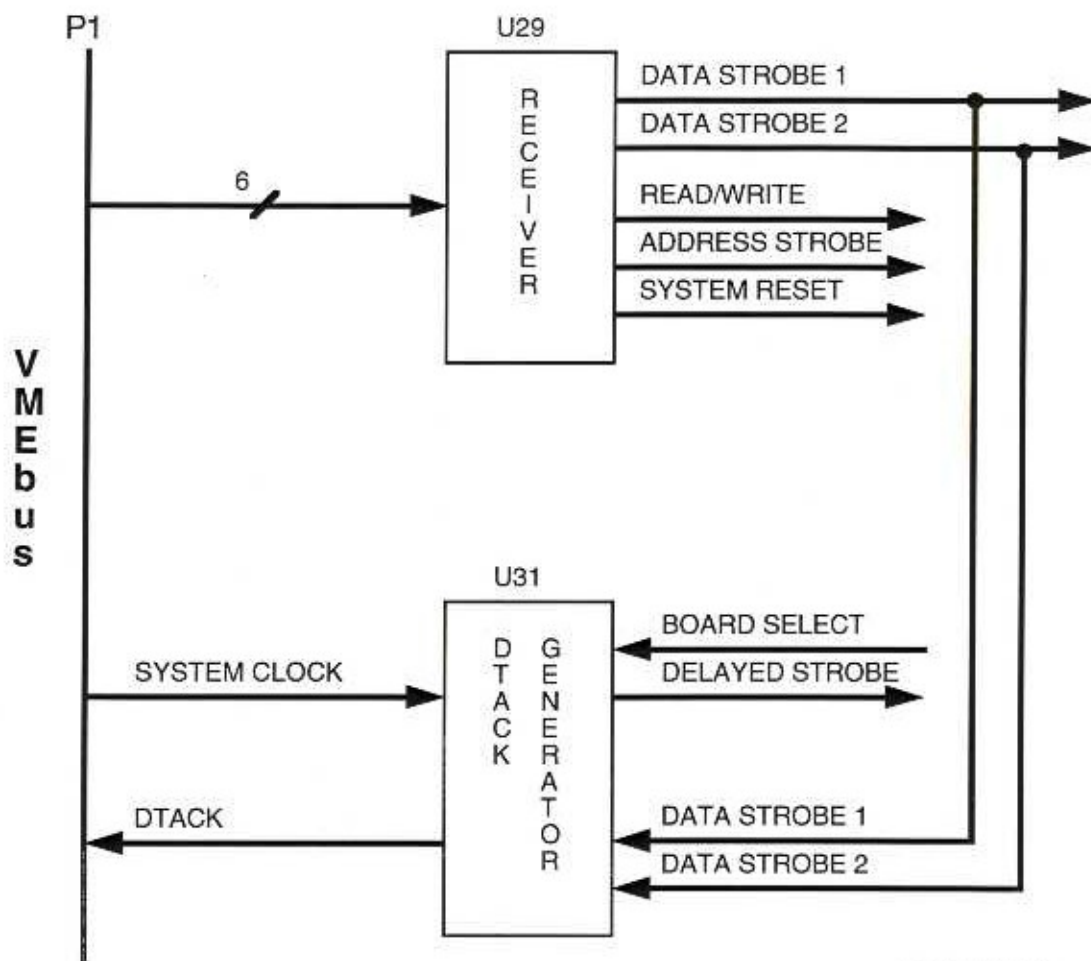 P1
U29
RECEIVER
DATA STROBE 1
DATA STROBE 2
6
READ/WRITE
ADDRESS STROBE
SYSTEM RESET
VMEbus
U31
DTACK
GENERATOR
BOARD SELECT
SYSTEM CLOCK
DELAYED STROBE
DTACK
DATA STROBE 1
DATA STROBE 2